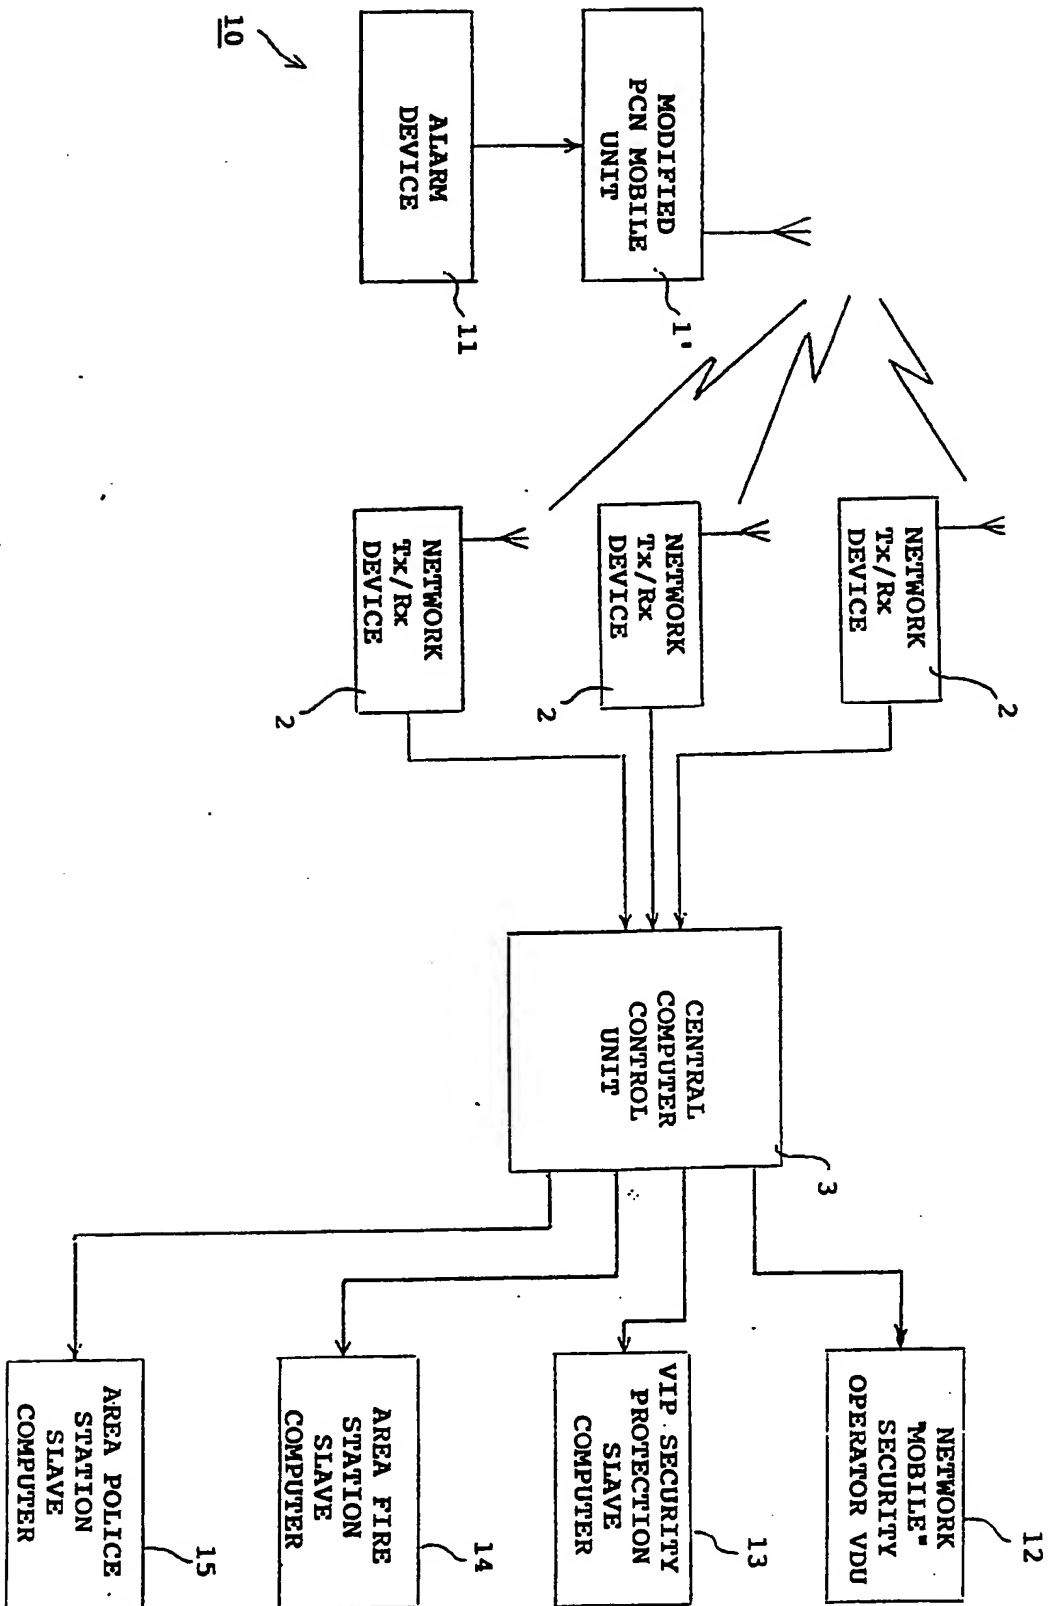 10
MODIFIED
PCN MOBILE
UNIT
1'
ALARM
DEVICE
11
NETWORK
Tx/Rx
DEVICE
2
NETWORK
Tx/Rx
DEVICE
2
NETWORK
Tx/Rx
DEVICE
2
CENTRAL
COMPUTER
CONTROL
UNIT
3
NETWORK
"MOBILE"
SECURITY
OPERATOR VDU
12
VIP SECURITY
PROTECTION
SLAVE
COMPUTER
13
AREA FIRE
STATION
SLAVE
COMPUTER
14
AREA POLICE
STATION
SLAVE
COMPUTER
15